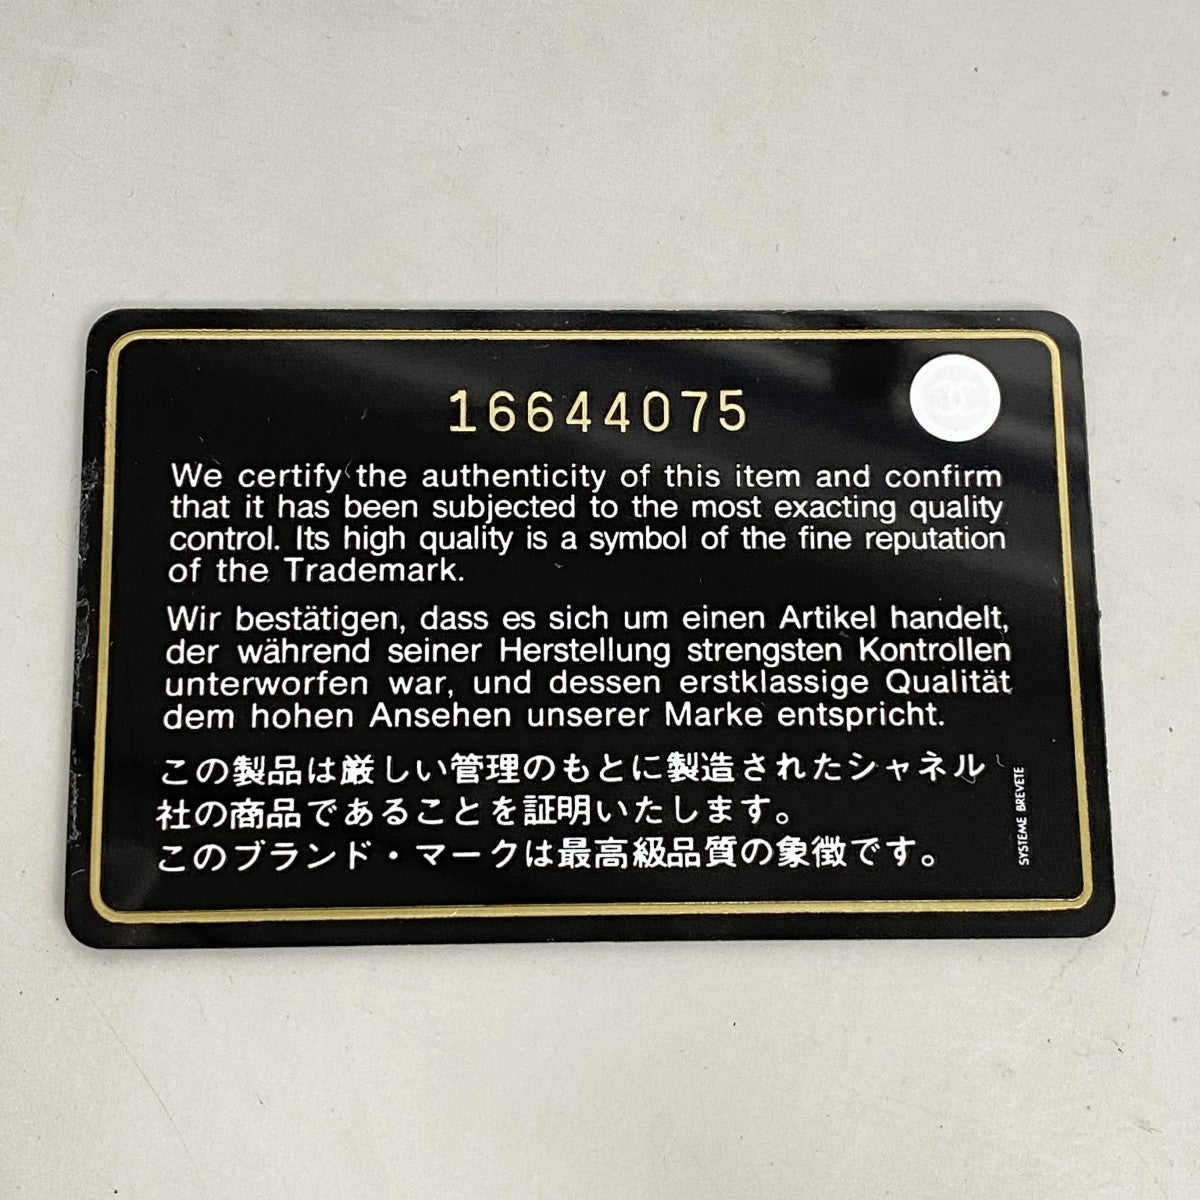 16644075
We certify the authenticity of this item and confirm
that it has been subjected to the most exacting quality
control. Its high quality is a symbol of the fine reputation
of the Trademark.
Wir bestätigen, dass es sich um einen Artikel handelt,
der während seiner Herstellung strengsten Kontrollen
unterworfen war, und dessen erstklassige Qualität
dem hohen Ansehen unserer Marke entspricht.
この製品は厳しい管理のもとに製造されたシャネル
社の商品であることを証明いたします。
このブランド・マークは最高級品質の象徴です。
SYSTEME BREVETE